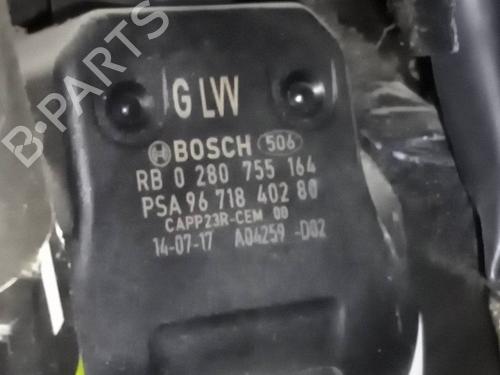 G LW
BOSCH 506
RB 0 280 755 164
PSA 96 718 402 80
CAPP23R-CEM 00
14-07-17 A04259 -D02
B-PARTS